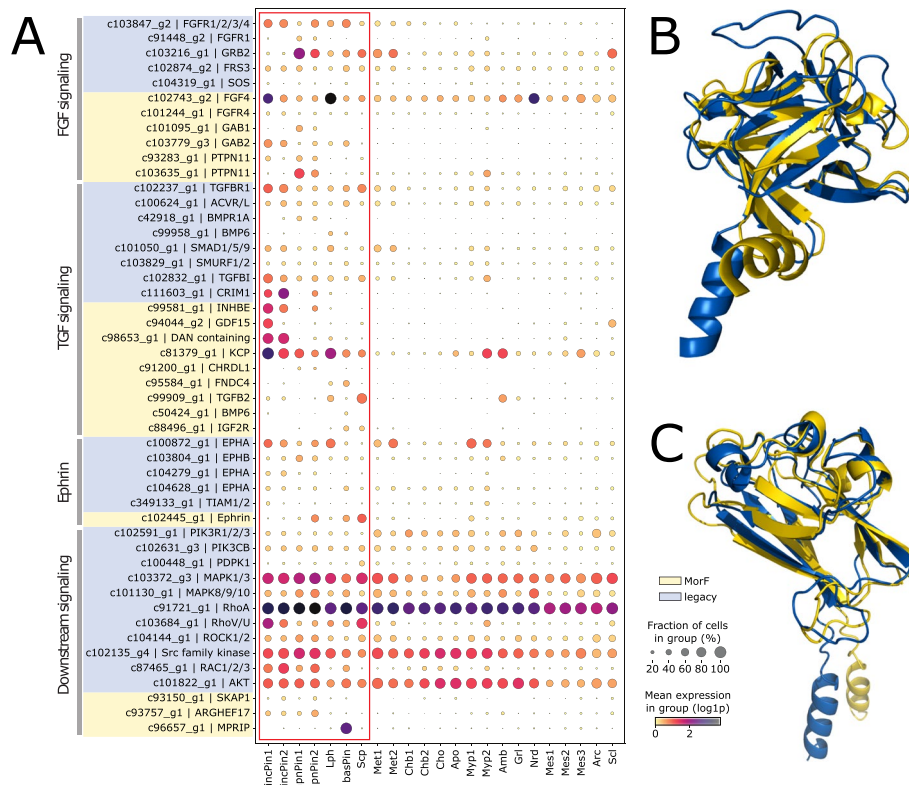 A
B
C
FGF signaling
c103847_g2 | FGFR1/2/3/4
c91448_g2 | FGFR1
c103216_g1 | GRB2
c102874_g2 | FRS3
c104319_g1 | SOS
c102743_g2 | FGF4
c101244_g1 | FGFR4
c101095_g1 | GAB1
c103779_g3 | GAB2
c93283_g1 | PTPN11
c103635_g1 | PTPN11
TGF signaling
c102237_g1 | TGFBR1
c100624_g1 | ACVR/L
c42918_g1 | BMPR1A
c99958_g1 | BMP6
c101050_g1 | SMAD1/5/9
c103829_g1 | SMURF1/2
c102832_g1 | TGFBI
c111603_g1 | CRIM1
c99581_g1 | INHBE
c94044_g2 | GDF15
c98653_g1 | DAN containing
c81379_g1 | KCP
c91200_g1 | CHRDL1
c95584_g1 | FNDC4
c99909_g1 | TGFB2
c50424_g1 | BMP6
c88496_g1 | IGF2R
Ephrin
c100872_g1 | EPHA
c103804_g1 | EPHB
c104279_g1 | EPHA
c104628_g1 | EPHA
c349133_g1 | TIAM1/2
c102445_g1 | Ephrin
Downstream signaling
c102591_g1 | PIK3R1/2/3
c102631_g3 | PIK3CB
c100448_g1 | PDPK1
c103372_g3 | MAPK1/3
c101130_g1 | MAPK8/9/10
c91721_g1 | RhoA
c103684_g1 | RhoV/U
c104144_g1 | ROCK1/2
c102135_g4 | Src family kinase
c87465_g1 | RAC1/2/3
c101822_g1 | AKT
c93150_g1 | SKAP1
c93757_g1 | ARGHEF17
c96657_g1 | MPRIP
incPin1
incPin2
pnPin1
pnPin2
Lph
basPin
Scp
Met1
Met2
Chb1
Chb2
Cho
Apo
Myp1
Myp2
Amb
Grl
Nrd
Mes1
Mes2
Mes3
Arc
Scl
MorF
legacy
Fraction of cells
in group (%)
20 40 60 80 100
Mean expression
in group (log1p)
0 2